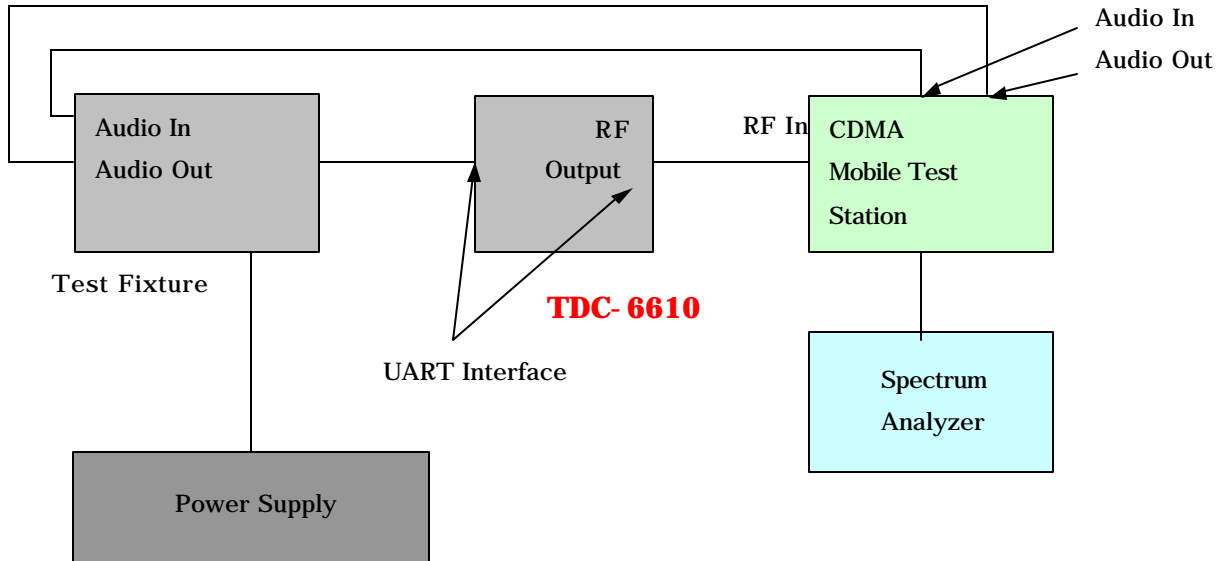 Audio In
Audio Out
Audio In
Audio Out
RF
Output
RF In
CDMA
Mobile Test
Station
Test Fixture
TDC- 6610
UART Interface
Spectrum
Analyzer
Power Supply